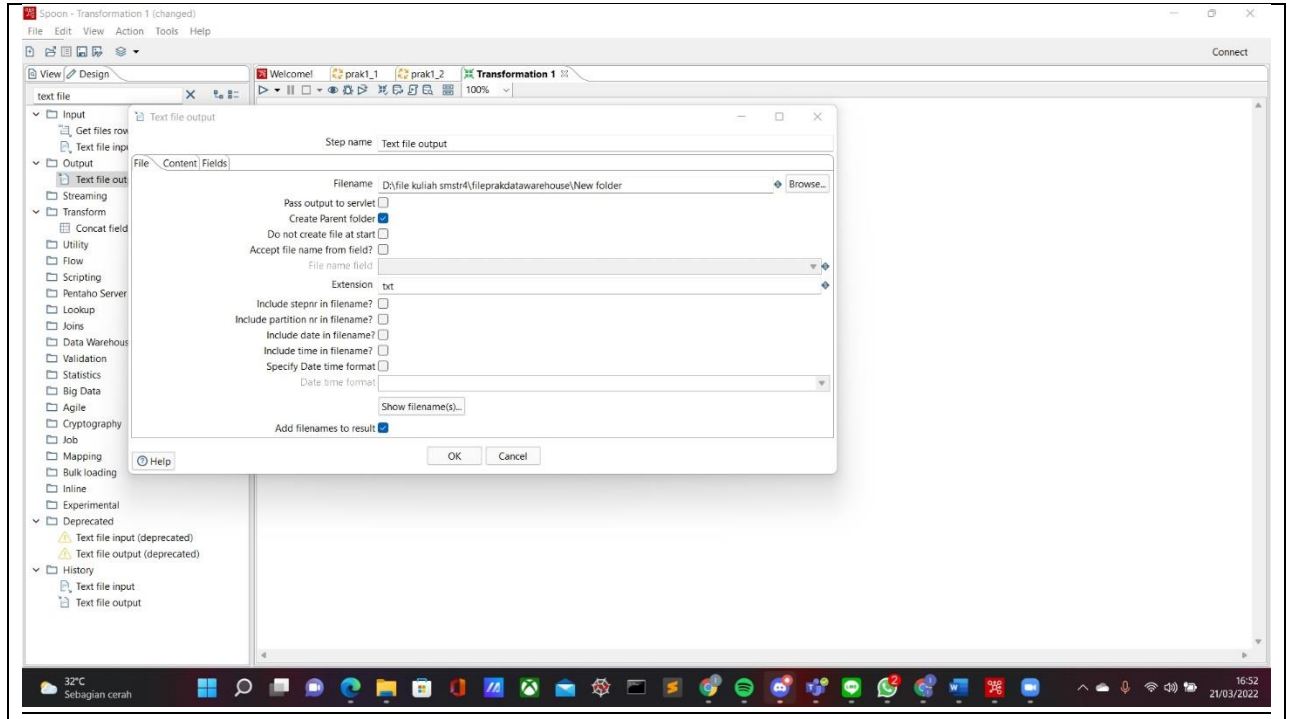 Spoon - Transformation 1 (changed)
File Edit View Action Tools Help
Connect
View Design
Welcome! prak1_1 prak1_2 Transformation 1
text file
100%
Input
Get files row
Text file inpu
Output
Text file out
Streaming
Transform
Concat field
Utility
Flow
Scripting
Pentaho Server
Lookup
Joins
Data Warehous
Validation
Statistics
Big Data
Agile
Cryptography
Job
Mapping
Bulk loading
Inline
Experimental
Deprecated
Text file input (deprecated)
Text file output (deprecated)
History
Text file input
Text file output
Text file output
Step name Text file output
File Content Fields
Filename D:\file kuliah smstr4\fileprakdatawarehouse\New folder Browse...
Pass output to servlet
Create Parent folder
Do not create file at start
Accept file name from field?
File name field
Extension txt
Include stepnr in filename?
Include partition nr in filename?
Include date in filename?
Include time in filename?
Specify Date time format
Date time format
Show filename(s)...
Add filenames to result
Help OK Cancel
32°C
Sebagian cerah
16:52
21/03/2022